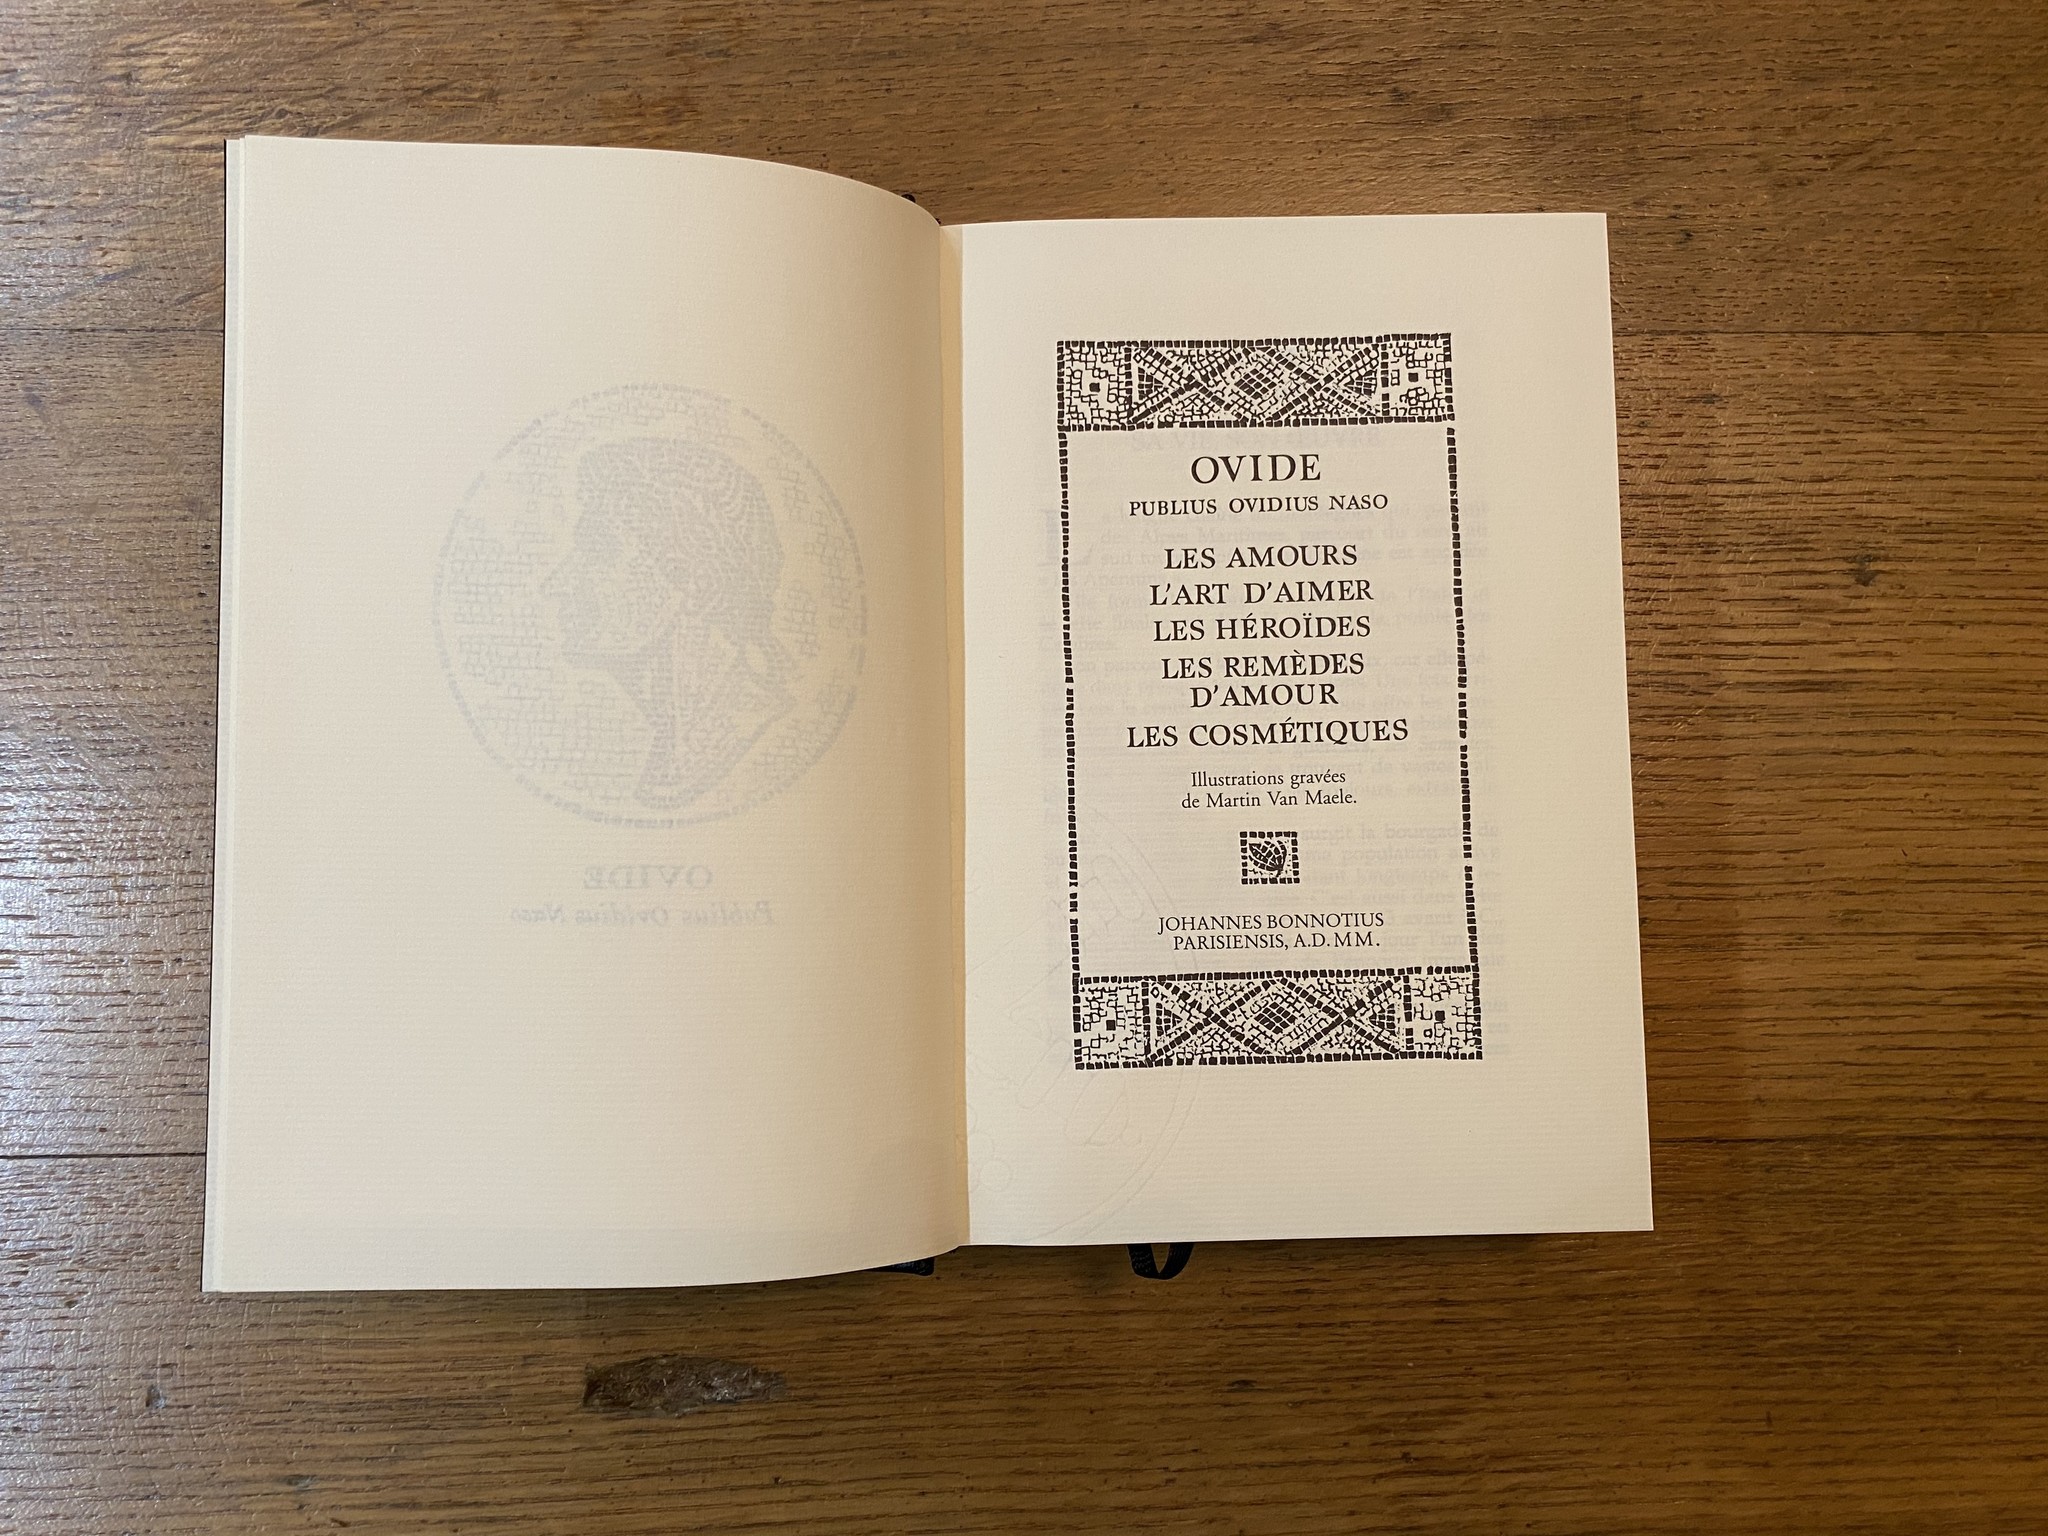 OVIDE
Publius Ovidius Naso
OVIDE
PUBLIUS OVIDIUS NASO
LES AMOURS
L'ART D'AIMER
LES HÉROÏDES
LES REMÈDES
D'AMOUR
LES COSMÉTIQUES
Illustrations gravées
de Martin Van Maele.
JOHANNES BONNOTIUS
PARISIENSIS, A.D. MM.